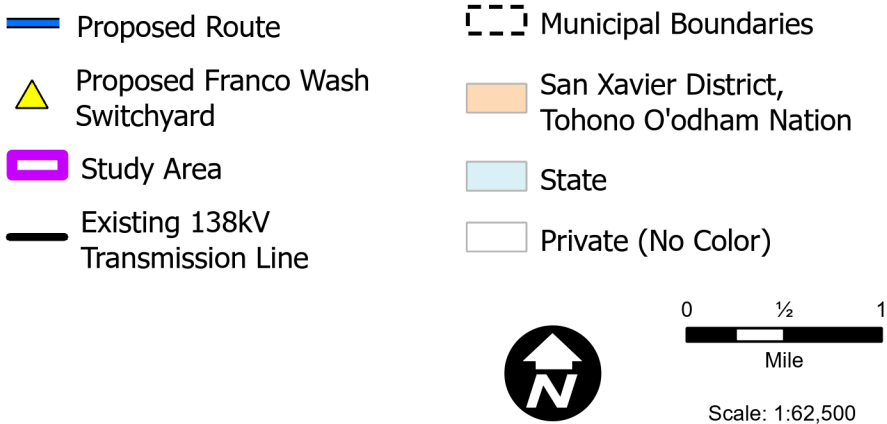 Proposed Route
Proposed Franco Wash
Switchyard
Study Area
Existing 138kV
Transmission Line
Municipal Boundaries
San Xavier District,
Tohono O'odham Nation
State
Private (No Color)
N
0 ½ 1
Mile
Scale: 1:62,500